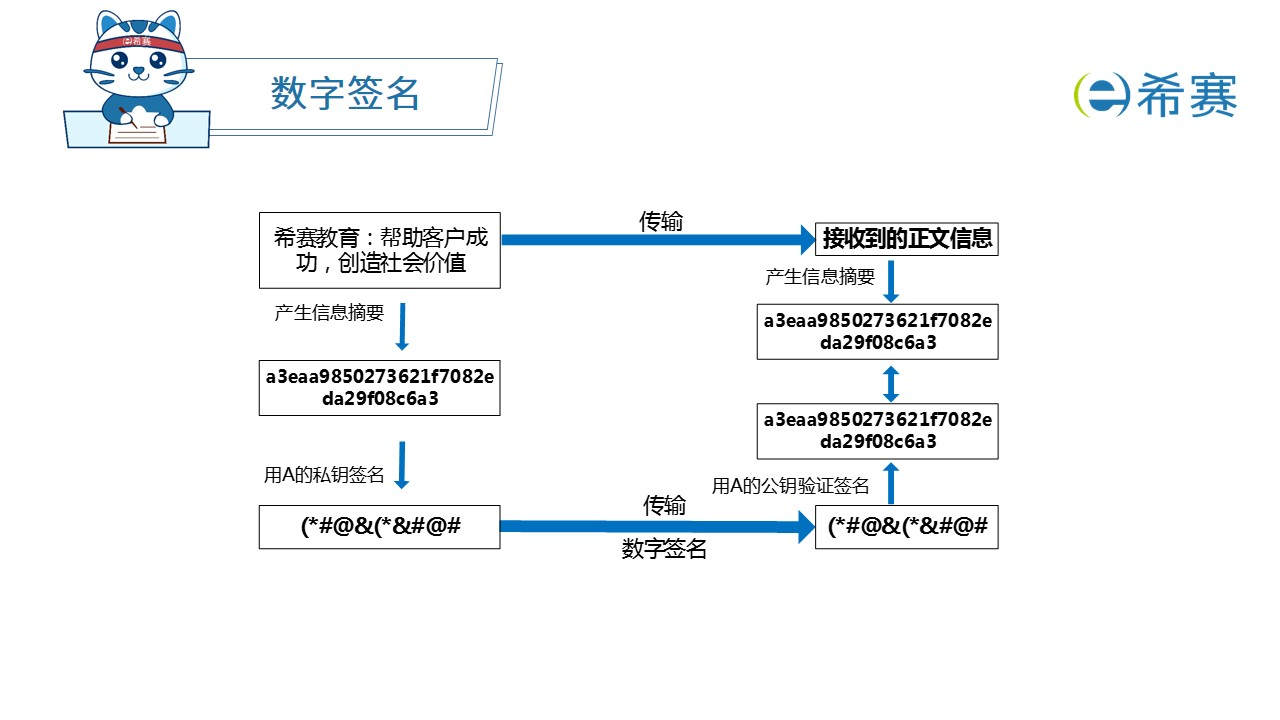 希赛
数字签名
希赛
希赛教育：帮助客户成
功，创造社会价值
传输
接收到的正文信息
产生信息摘要
产生信息摘要
a3eaa9850273621f7082e
da29f08c6a3
a3eaa9850273621f7082e
da29f08c6a3
a3eaa9850273621f7082e
da29f08c6a3
用A的私钥签名
用A的公钥验证签名
(*#@&(*&#@#
传输
数字签名
(*#@&(*&#@#